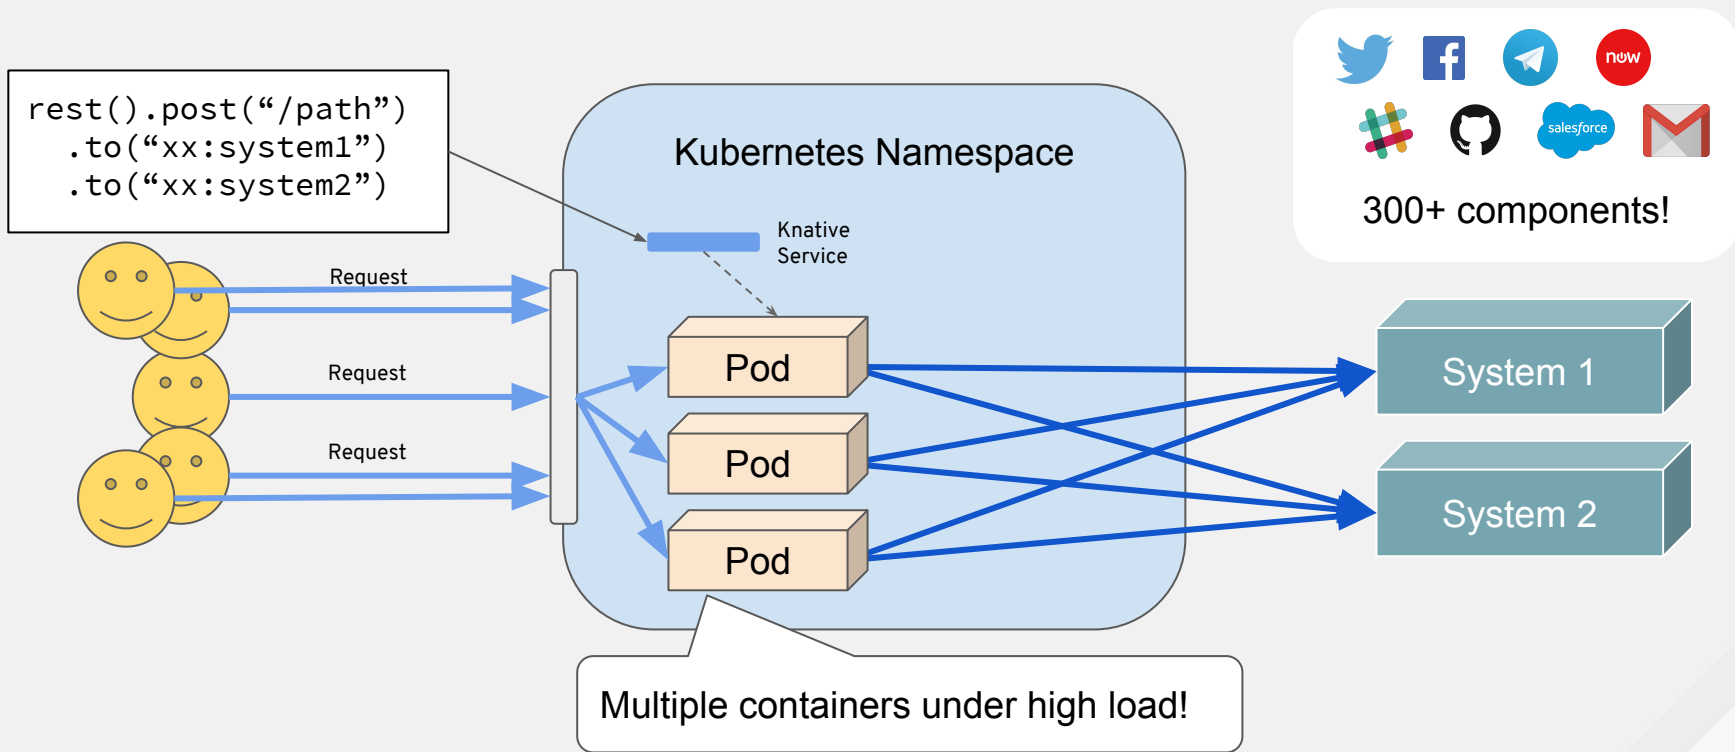 rest().post(“/path”)
.to(“xx:system1”)
.to(“xx:system2”)
Kubernetes Namespace
Knative
Service
Request
Request
Request
Pod
Pod
Pod
Multiple containers under high load!
now
salesforce
300+ components!
System 1
System 2